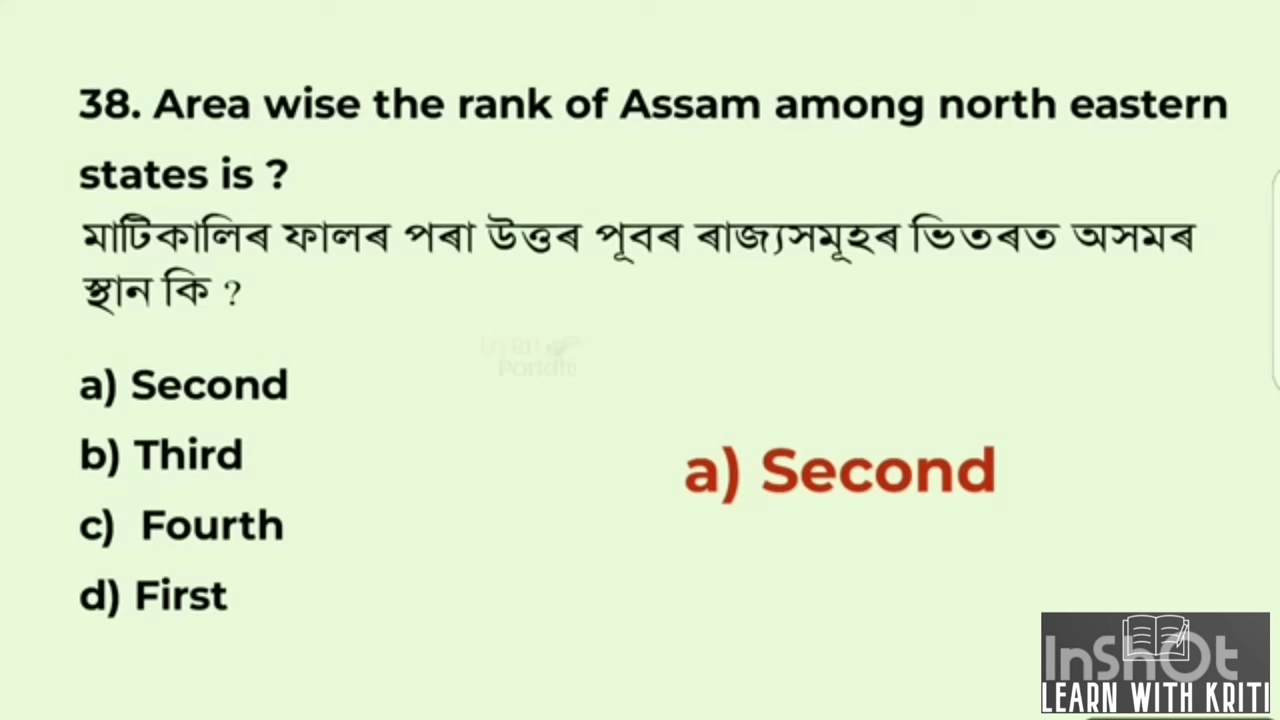 38. Area wise the rank of Assam among north eastern
states is ?
মাটিকালিৰ ফালৰ পৰা উত্তৰ পূবৰ ৰাজ্যসমূহৰ ভিতৰত অসমৰ
স্থান কি ?
a) Second
b) Third
a) Second
c) Fourth
d) First
InShOt
LEARN WITH KRITI